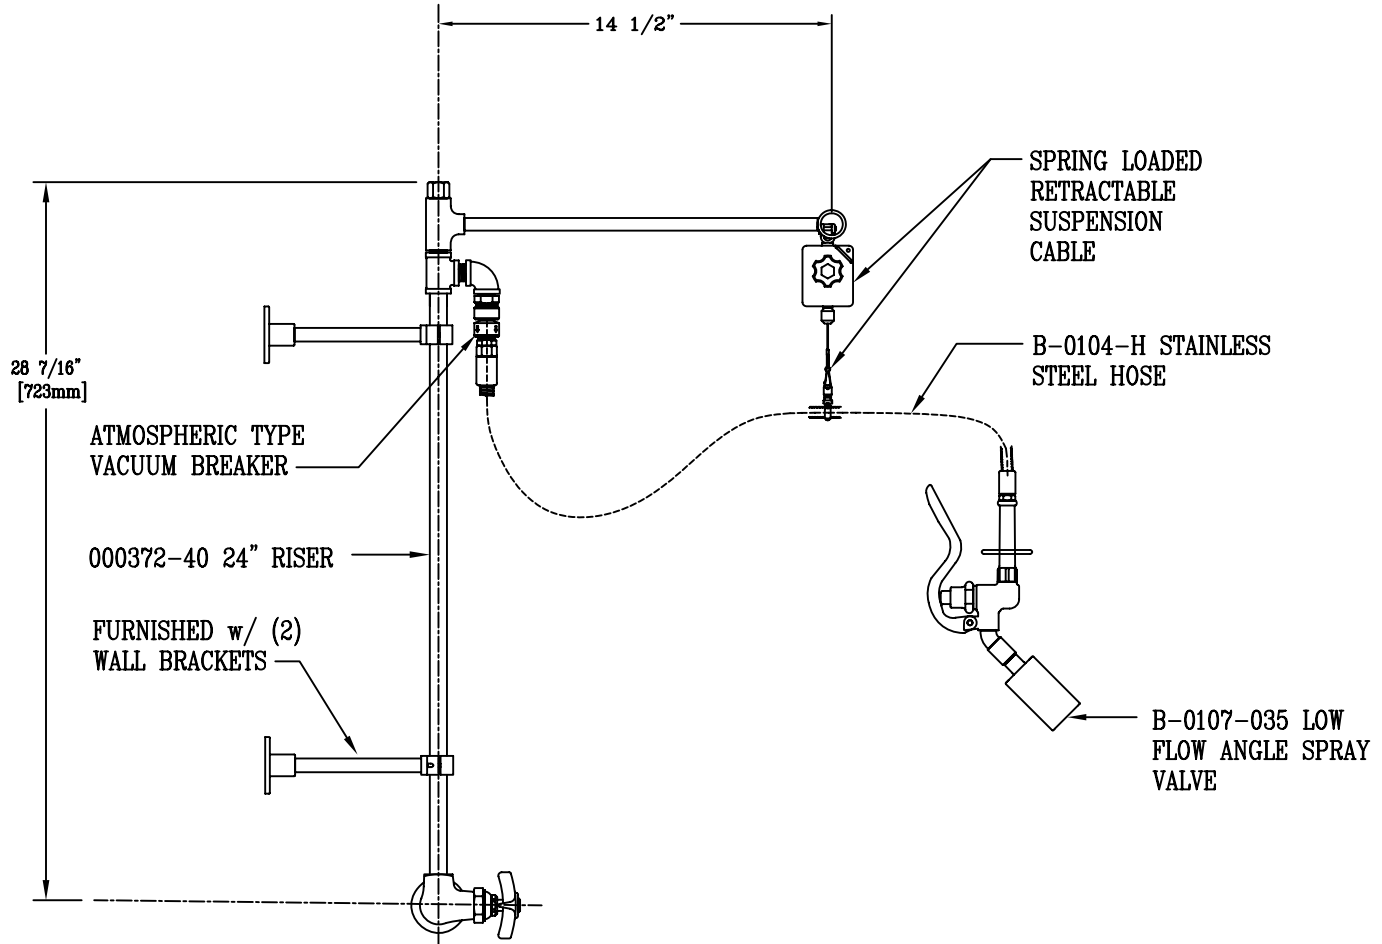 14 1/2"
SPRING LOADED
RETRACTABLE
SUSPENSION
CABLE
B-0104-H STAINLESS
STEEL HOSE
28 7/16"
[723mm]
ATMOSPHERIC TYPE
VACUUM BREAKER
000372-40 24" RISER
FURNISHED w/ (2)
WALL BRACKETS
B-0107-035 LOW
FLOW ANGLE SPRAY
VALVE